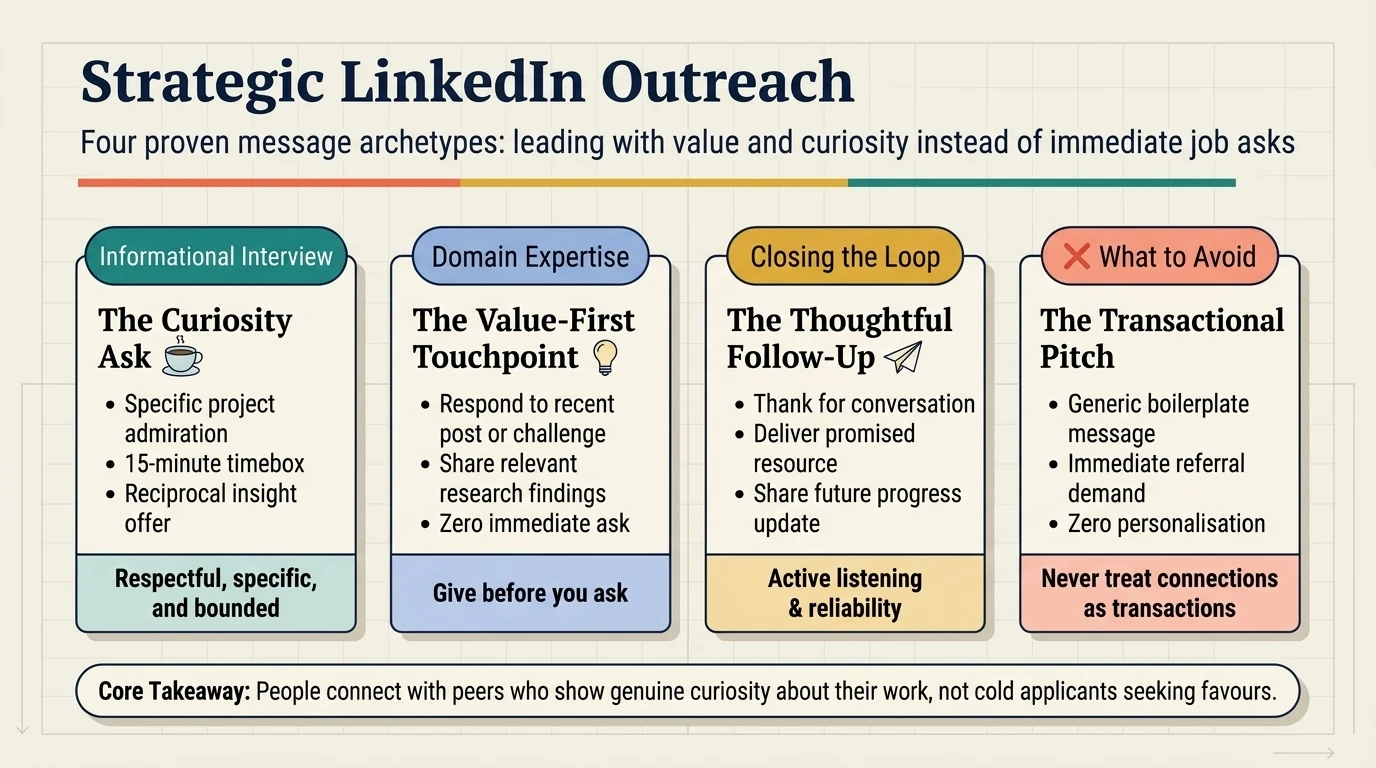 Strategic LinkedIn Outreach
Four proven message archetypes: leading with value and curiosity instead of immediate job asks
Informational Interview
The Curiosity
Ask
• Specific project
admiration
• 15-minute timebox
• Reciprocal insight
offer
Respectful, specific,
and bounded
Domain Expertise
The Value-First
Touchpoint
• Respond to recent
post or challenge
• Share relevant
research findings
• Zero immediate ask
Give before you ask
Closing the Loop
The Thoughtful
Follow-Up
• Thank for conversation
• Deliver promised
resource
• Share future progress
update
Active listening
& reliability
❌ What to Avoid
The Transactional
Pitch
• Generic boilerplate
message
• Immediate referral
demand
• Zero personalisation
Never treat connections
as transactions
Core Takeaway: People connect with peers who show genuine curiosity about their work, not cold applicants seeking favours.